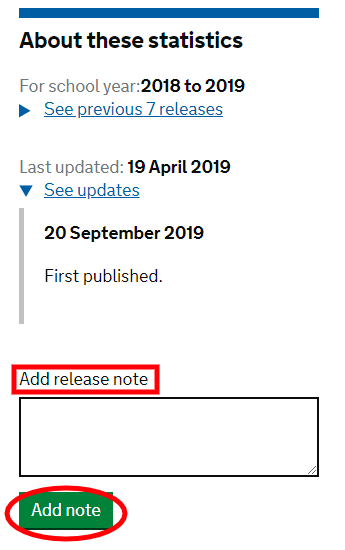 About these statistics
For school year:2018 to 2019
See previous 7 releases
Last updated: 19 April 2019
See updates
20 September 2019
First published.
Add release note
Add note